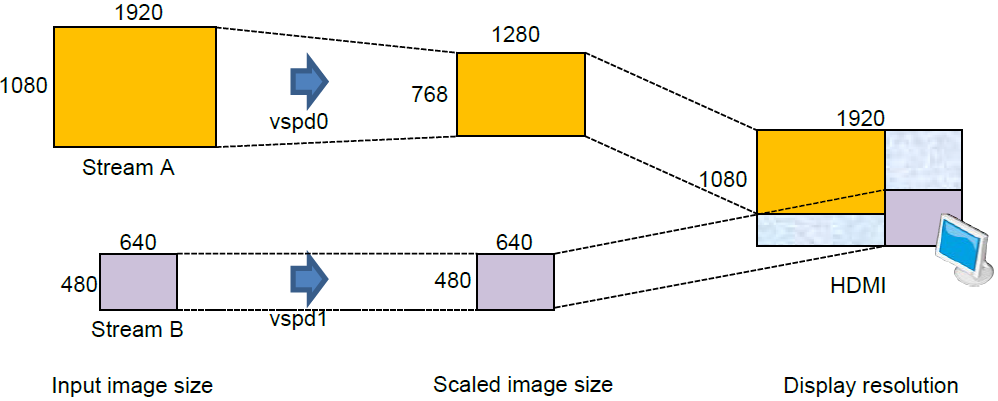 1920
1080
vspd0
Stream A
1280
768
1920
1080
640
480
vspd1
Stream B
640
480
HDMI
Input image size
Scaled image size
Display resolution